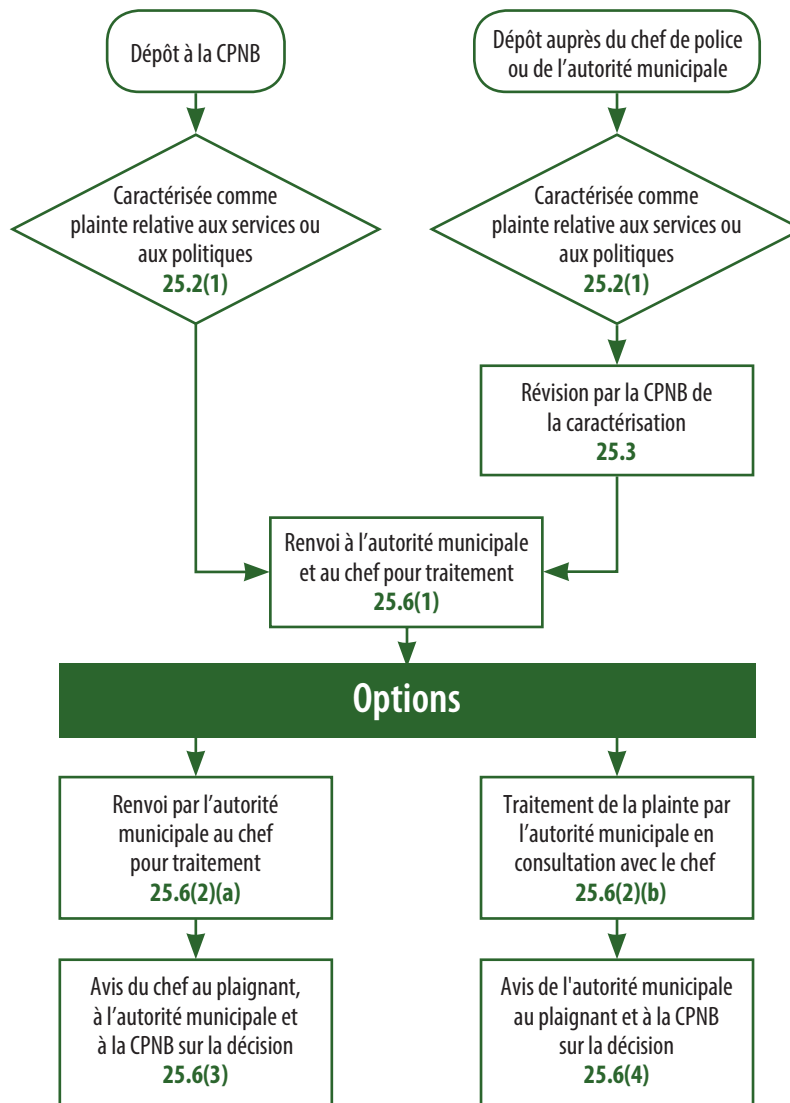 Dépôt à la CPNB
Dépôt auprès du chef de police
ou de l’autorité municipale
Caractérisée comme
plainte relative aux services ou
aux politiques
25.2(1)
Caractérisée comme
plainte relative aux services ou
aux politiques
25.2(1)
Révision par la CPNB de
la caractérisation
25.3
Renvoi à l’autorité municipale
et au chef pour traitement
25.6(1)
Options
Renvoi par l’autorité
municipale au chef
pour traitement
25.6(2)(a)
Traitement de la plainte par
l’autorité municipale en
consultation avec le chef
25.6(2)(b)
Avis du chef au plaignant,
à l’autorité municipale et
à la CPNB sur la décision
25.6(3)
Avis de l'autorité municipale
au plaignant et à la CPNB
sur la décision
25.6(4)